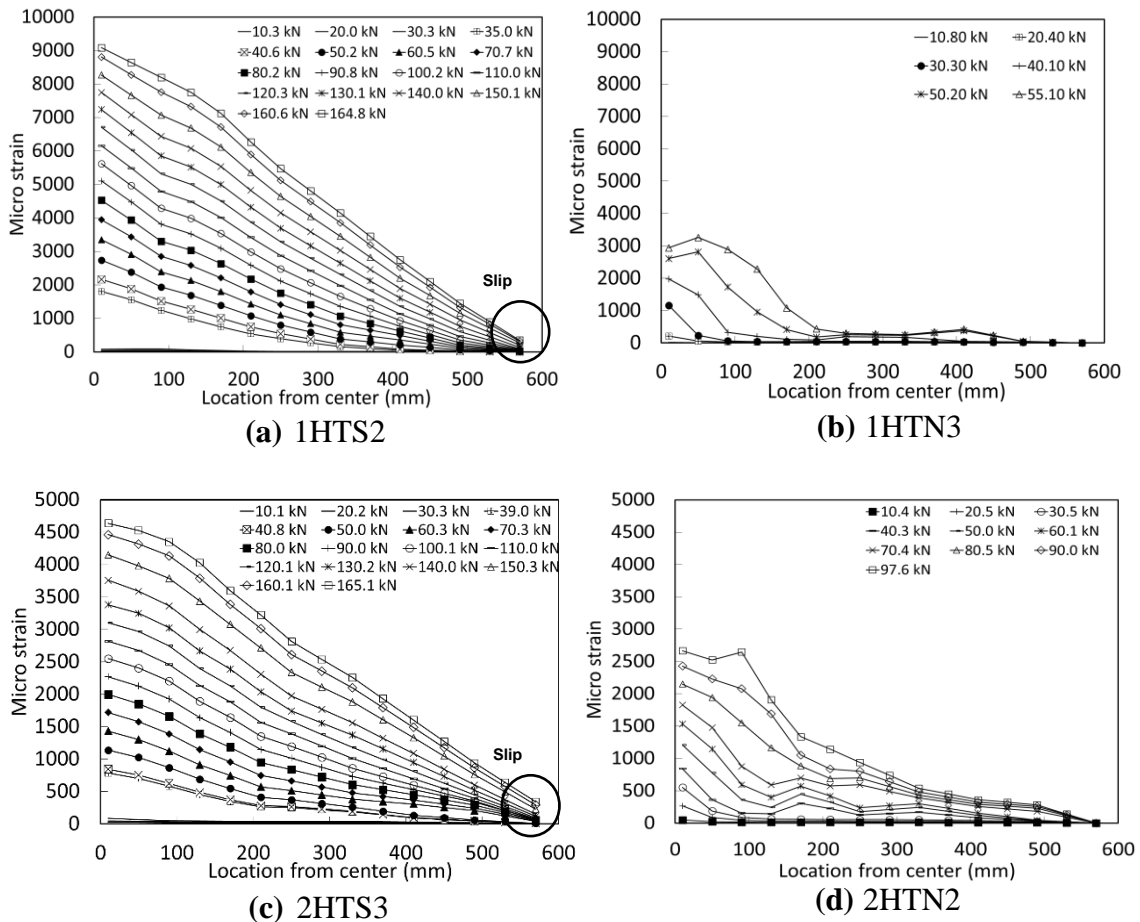 10000
9000
8000
7000
6000
5000
4000
3000
2000
1000
0
Micro strain
10.3 kN 20.0 kN 30.3 kN 35.0 kN
40.6 kN 50.2 kN 60.5 kN 70.7 kN
80.2 kN 90.8 kN 100.2 kN 110.0 kN
120.3 kN 130.1 kN 140.0 kN 150.1 kN
160.6 kN 164.8 kN
Slip
0 100 200 300 400 500 600
Location from center (mm)
(a) 1HTS2
10000
9000
8000
7000
6000
5000
4000
3000
2000
1000
0
Micro strain
10.80 kN 20.40 kN
30.30 kN 40.10 kN
50.20 kN 55.10 kN
0 100 200 300 400 500 600
Location from center (mm)
(b) 1HTN3
5000
4500
4000
3500
3000
2500
2000
1500
1000
500
0
Micro strain
10.1 kN 20.2 kN 30.3 kN 39.0 kN
40.8 kN 50.0 kN 60.3 kN 70.3 kN
80.0 kN 90.0 kN 100.1 kN 110.0 kN
120.1 kN 130.2 kN 140.0 kN 150.3 kN
160.1 kN 165.1 kN
Slip
0 100 200 300 400 500 600
Location from center (mm)
(c) 2HTS3
5000
4500
4000
3500
3000
2500
2000
1500
1000
500
0
Micro strain
10.4 kN 20.5 kN 30.5 kN
40.3 kN 50.0 kN 60.1 kN
70.4 kN 80.5 kN 90.0 kN
97.6 kN
0 100 200 300 400 500 600
Location from center (mm)
(d) 2HTN2